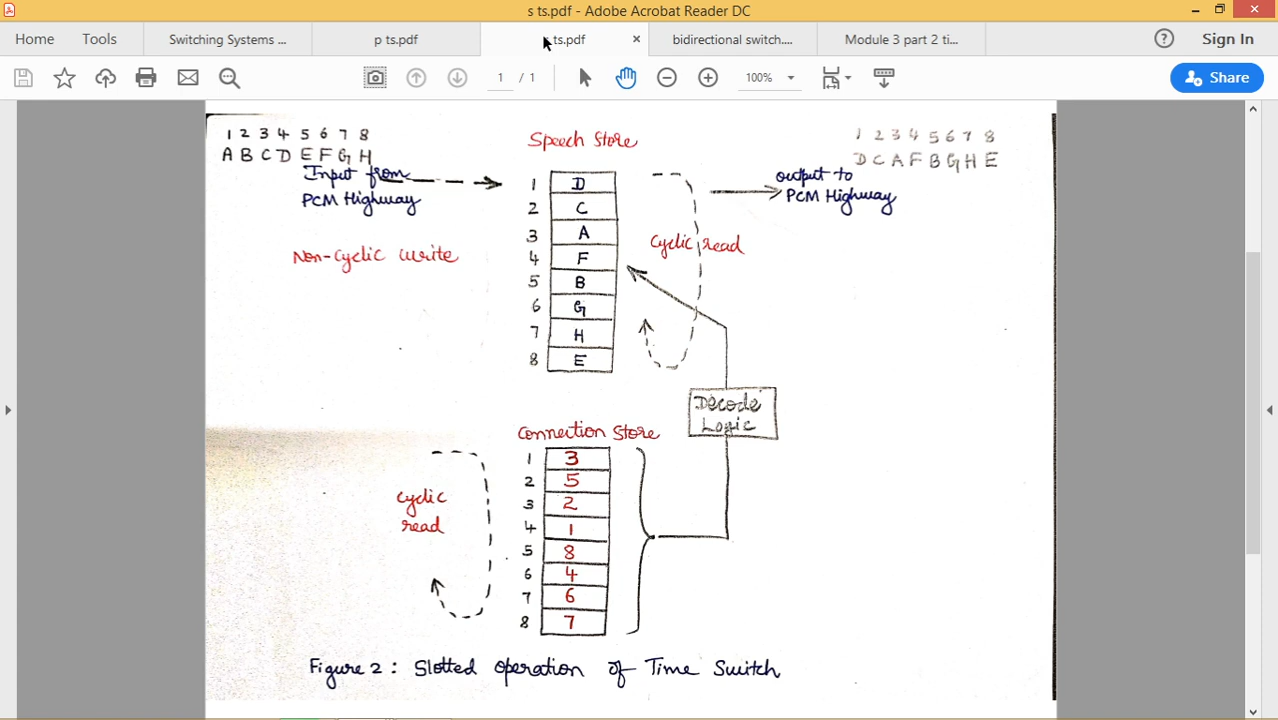 s ts.pdf - Adobe Acrobat Reader DC
Home Tools Switching Systems ... p ts.pdf s ts.pdf bidirectional switch.... Module 3 part 2 ti... Sign In
1 / 1 100% Share
1 2 3 4 5 6 7 8
A B C D E F G H
Input from
PCM Highway
Non-cyclic write
Speech Store
1 D
2 C
3 A
4 F
5 B
6 G
7 H
8 E
cyclic read
1 2 3 4 5 6 7 8
D C A F B G H E
output to
PCM Highway
Decode
Logic
Connection Store
1 3
2 5
3 2
4 1
5 8
6 4
7 6
8 7
cyclic
read
Figure 2 : Slotted operation of Time Switch